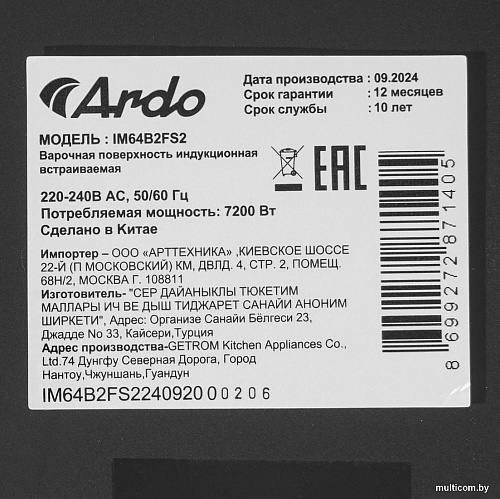 Ardo
Дата производства : 09.2024
Срок гарантии : 12 месяцев
Срок службы : 10 лет
МОДЕЛЬ : IM64B2FS2
Варочная поверхность индукционная
встраиваемая
EAC
220-240В AC, 50/60 Гц
Потребляемая мощность: 7200 Вт
Сделано в Китае
Импортер – ООО «АРТТЕХНИКА» ,КИЕВСКОЕ ШОССЕ
22-Й (П МОСКОВСКИЙ) КМ, ДВЛД. 4, СТР. 2, ПОМЕЩ.
68Н/2, МОСКВА Г. 108811
Изготовитель- "СЕР ДАЙАНЫКЛЫ ТЮКЕТИМ
МАЛЛАРЫ ИЧ ВЕ ДЫШ ТИДЖАРЕТ САНАЙИ АНОНИМ
ШИРКЕТИ", Адрес: Организе Санайи Бёлгеси 23,
Джадде No 33, Кайсери,Турция
Адрес производства-GETROM Kitchen Appliances Co.,
Ltd.74 Дунгфу Северная Дорога, Город
Нантоу,Чжуншань,Гуандун
IM64B2FS2240920 00206
8699272871405
multicom.by